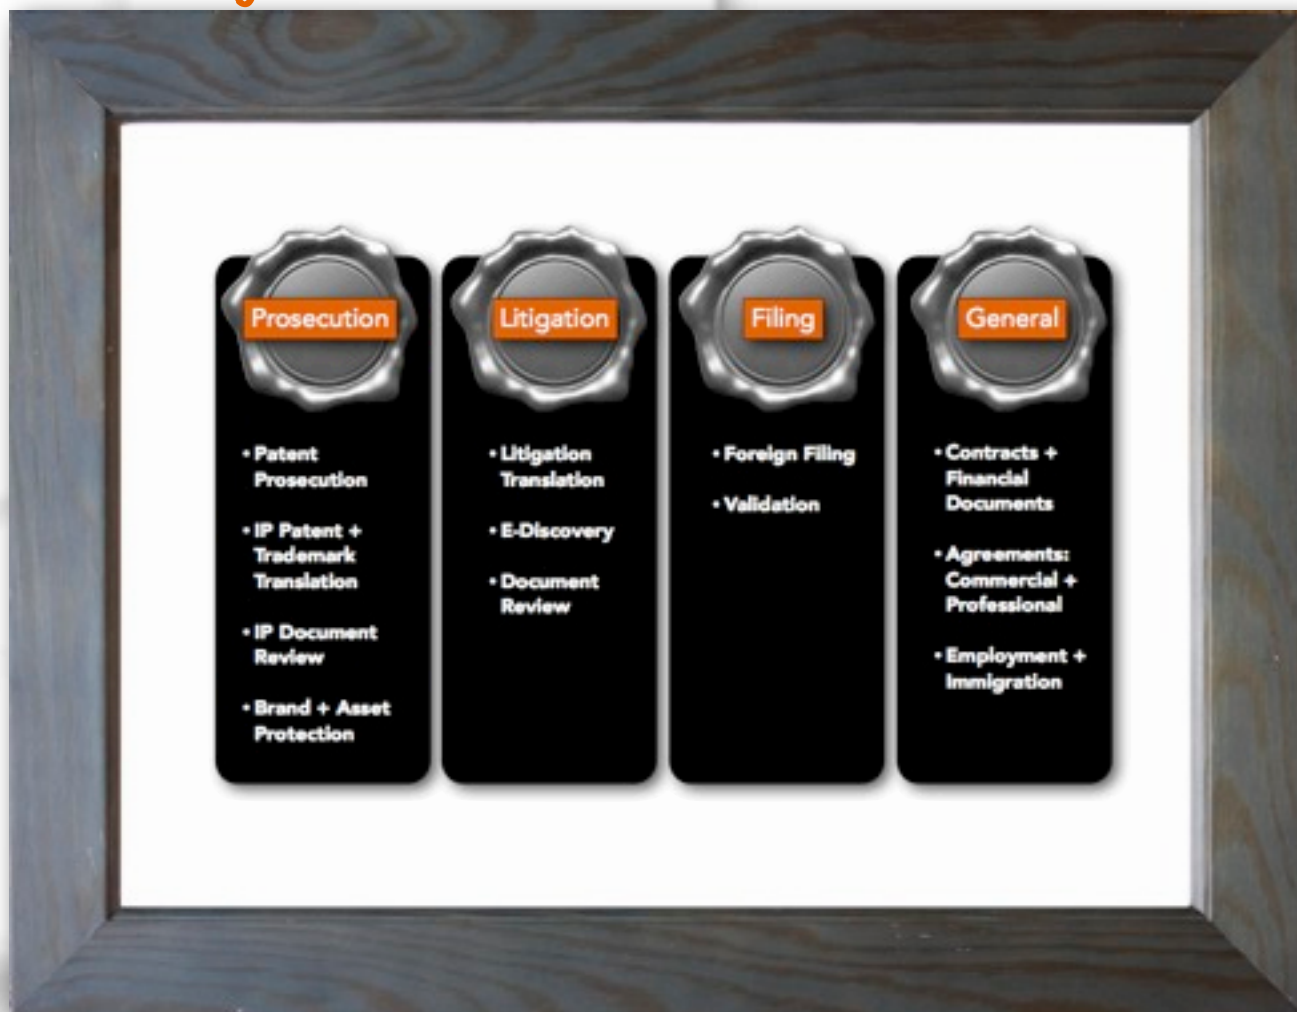 Prosecution
• Patent
Prosecution
• IP Patent +
Trademark
Translation
• IP Document
Review
• Brand + Asset
Protection
Litigation
• Litigation
Translation
• E-Discovery
• Document
Review
Filing
• Foreign Filing
• Validation
General
• Contracts +
Financial
Documents
• Agreements:
Commercial +
Professional
• Employment +
Immigration